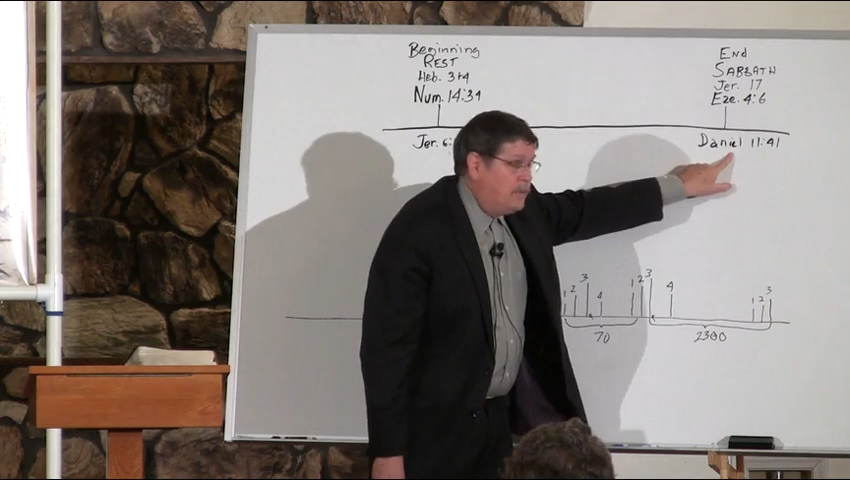 Beginning
REST
Heb. 3+4
Num. 14:34
Jer. 6:
End
SABBATH
Jer. 17
Eze. 4:6
Daniel 11:41
1 2 3 4 1 2 3 4 1 2 3
70
2300